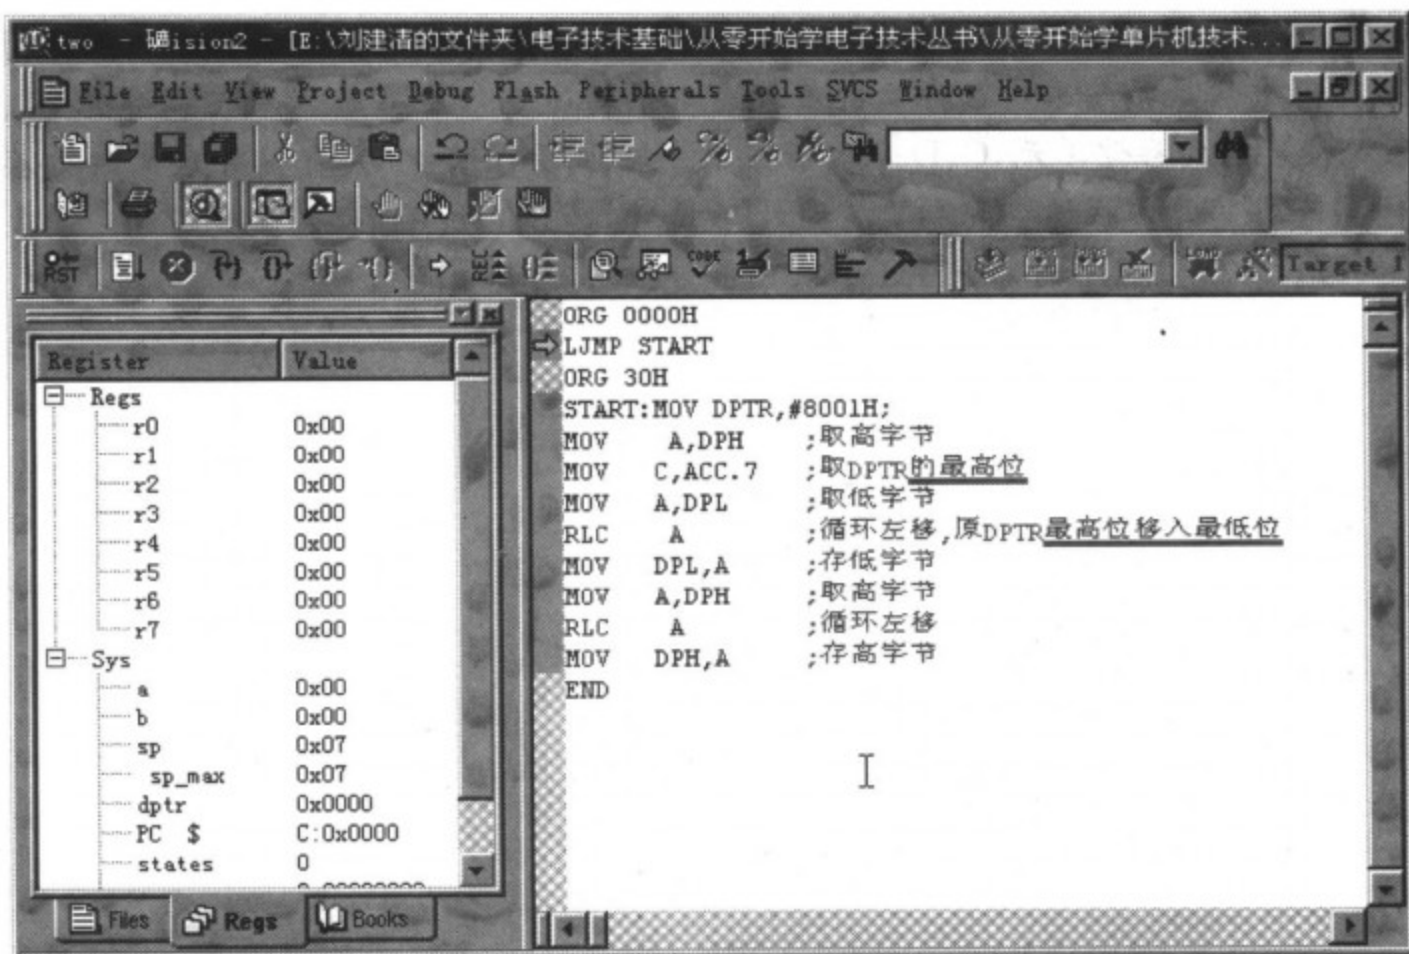 two - 礦ision2 - [E:\刘建清的文件夹\电子技术基础\从零开始学电子技术丛书\从零开始学单片机技术...
File Edit View Project Debug Flash Peripherals Tools SVCS Window Help
RST REC CODE LOAD Target 1
Register Value
Regs
r0 0x00
r1 0x00
r2 0x00
r3 0x00
r4 0x00
r5 0x00
r6 0x00
r7 0x00
Sys
a 0x00
b 0x00
sp 0x07
sp_max 0x07
dptr 0x0000
PC $ C:0x0000
states 0
Files Regs Books
ORG 0000H
LJMP START
ORG 30H
START:MOV DPTR,#8001H;
MOV A,DPH ;取高字节
MOV C,ACC.7 ;取DPTR的最高位
MOV A,DPL ;取低字节
RLC A ;循环左移,原DPTR最高位移入最低位
MOV DPL,A ;存低字节
MOV A,DPH ;取高字节
RLC A ;循环左移
MOV DPH,A ;存高字节
END